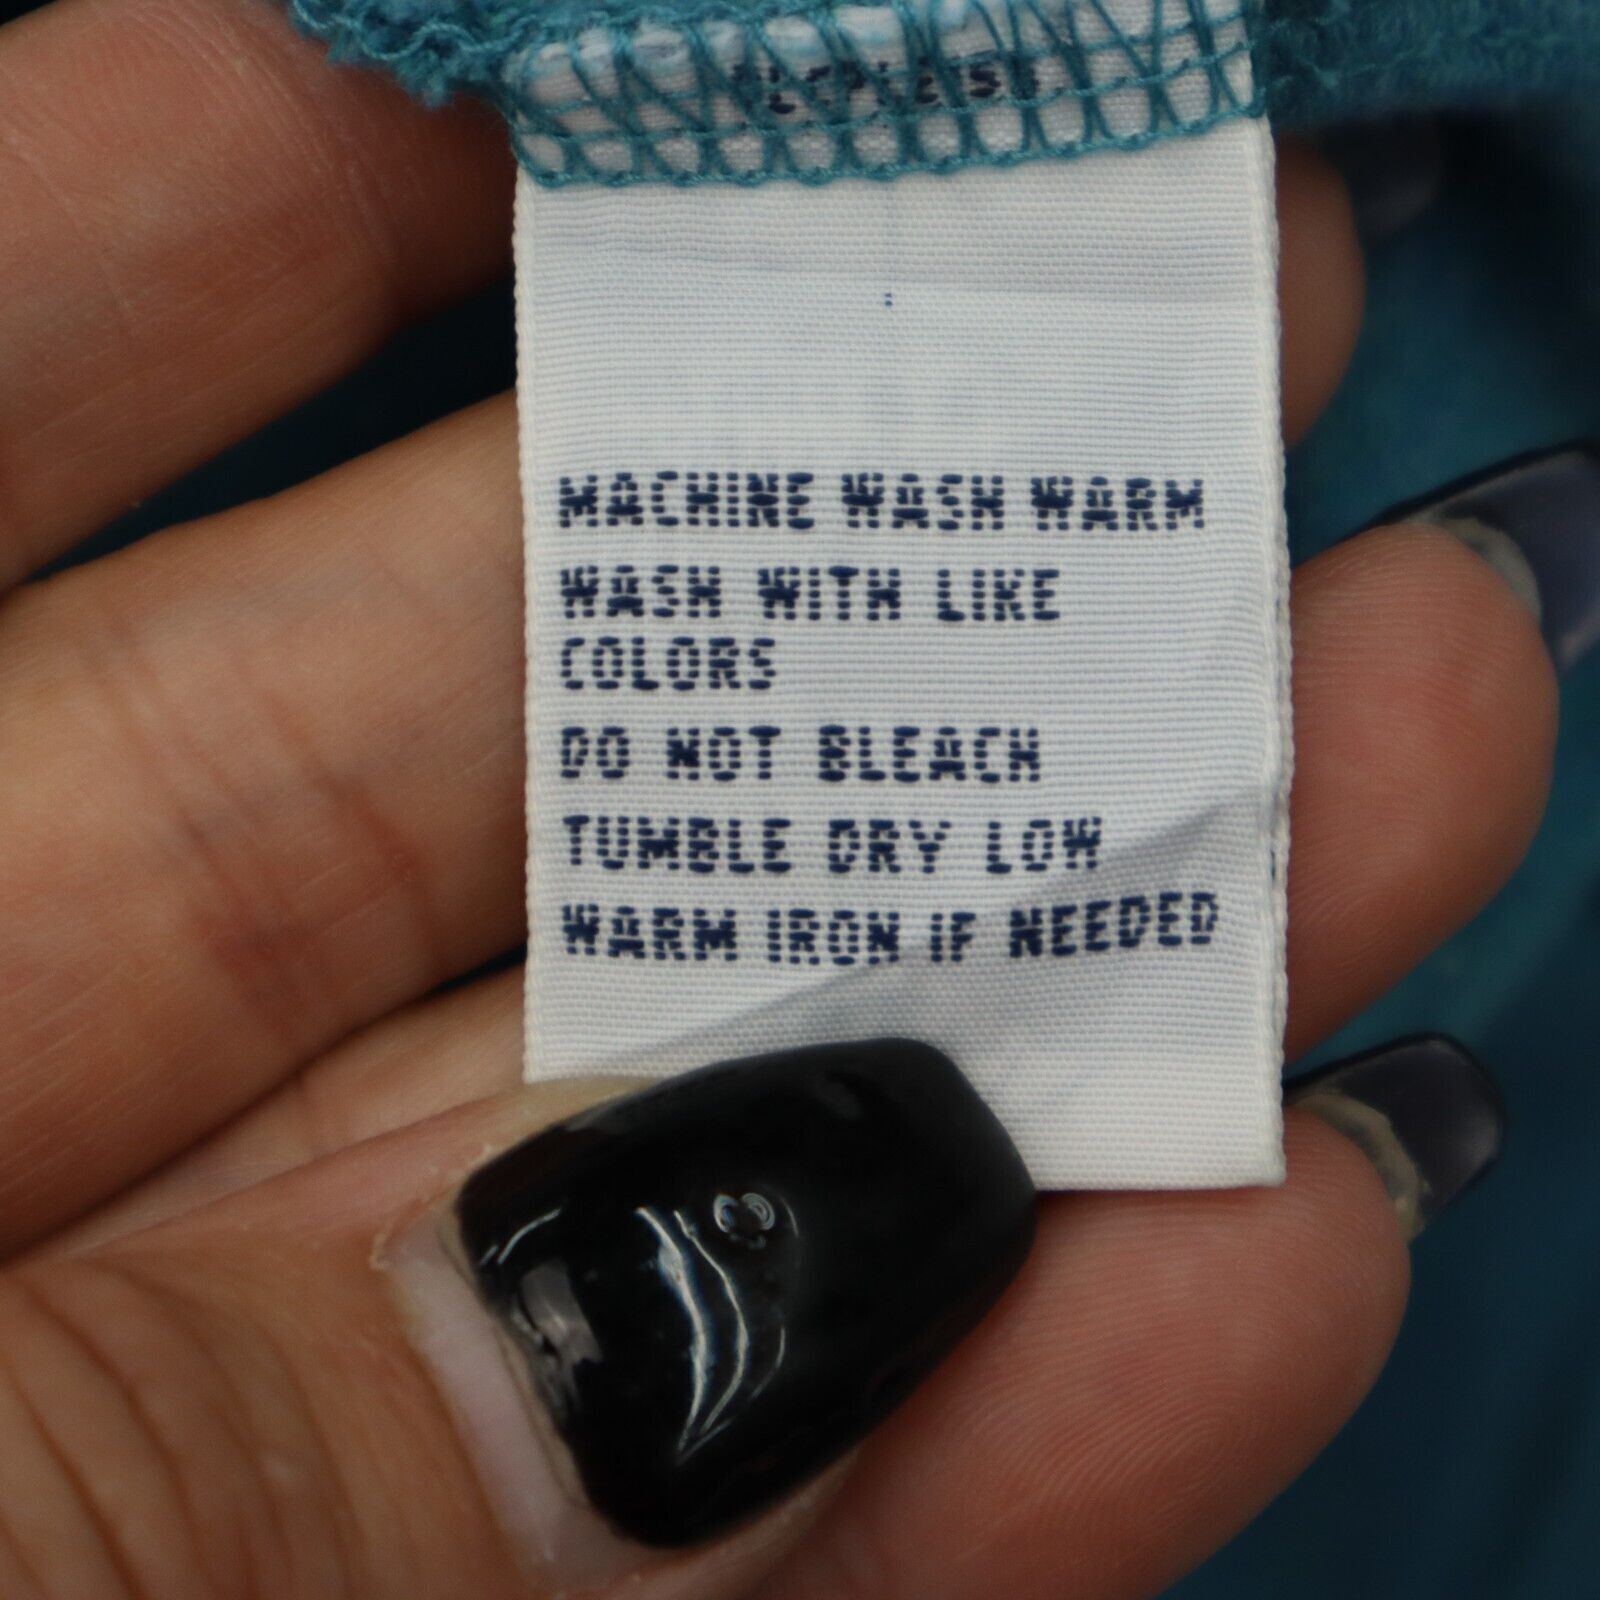 MACHINE WASH WARM
WASH WITH LIKE
COLORS
DO NOT BLEACH
TUMBLE DRY LOW
WARM IRON IF NEEDED